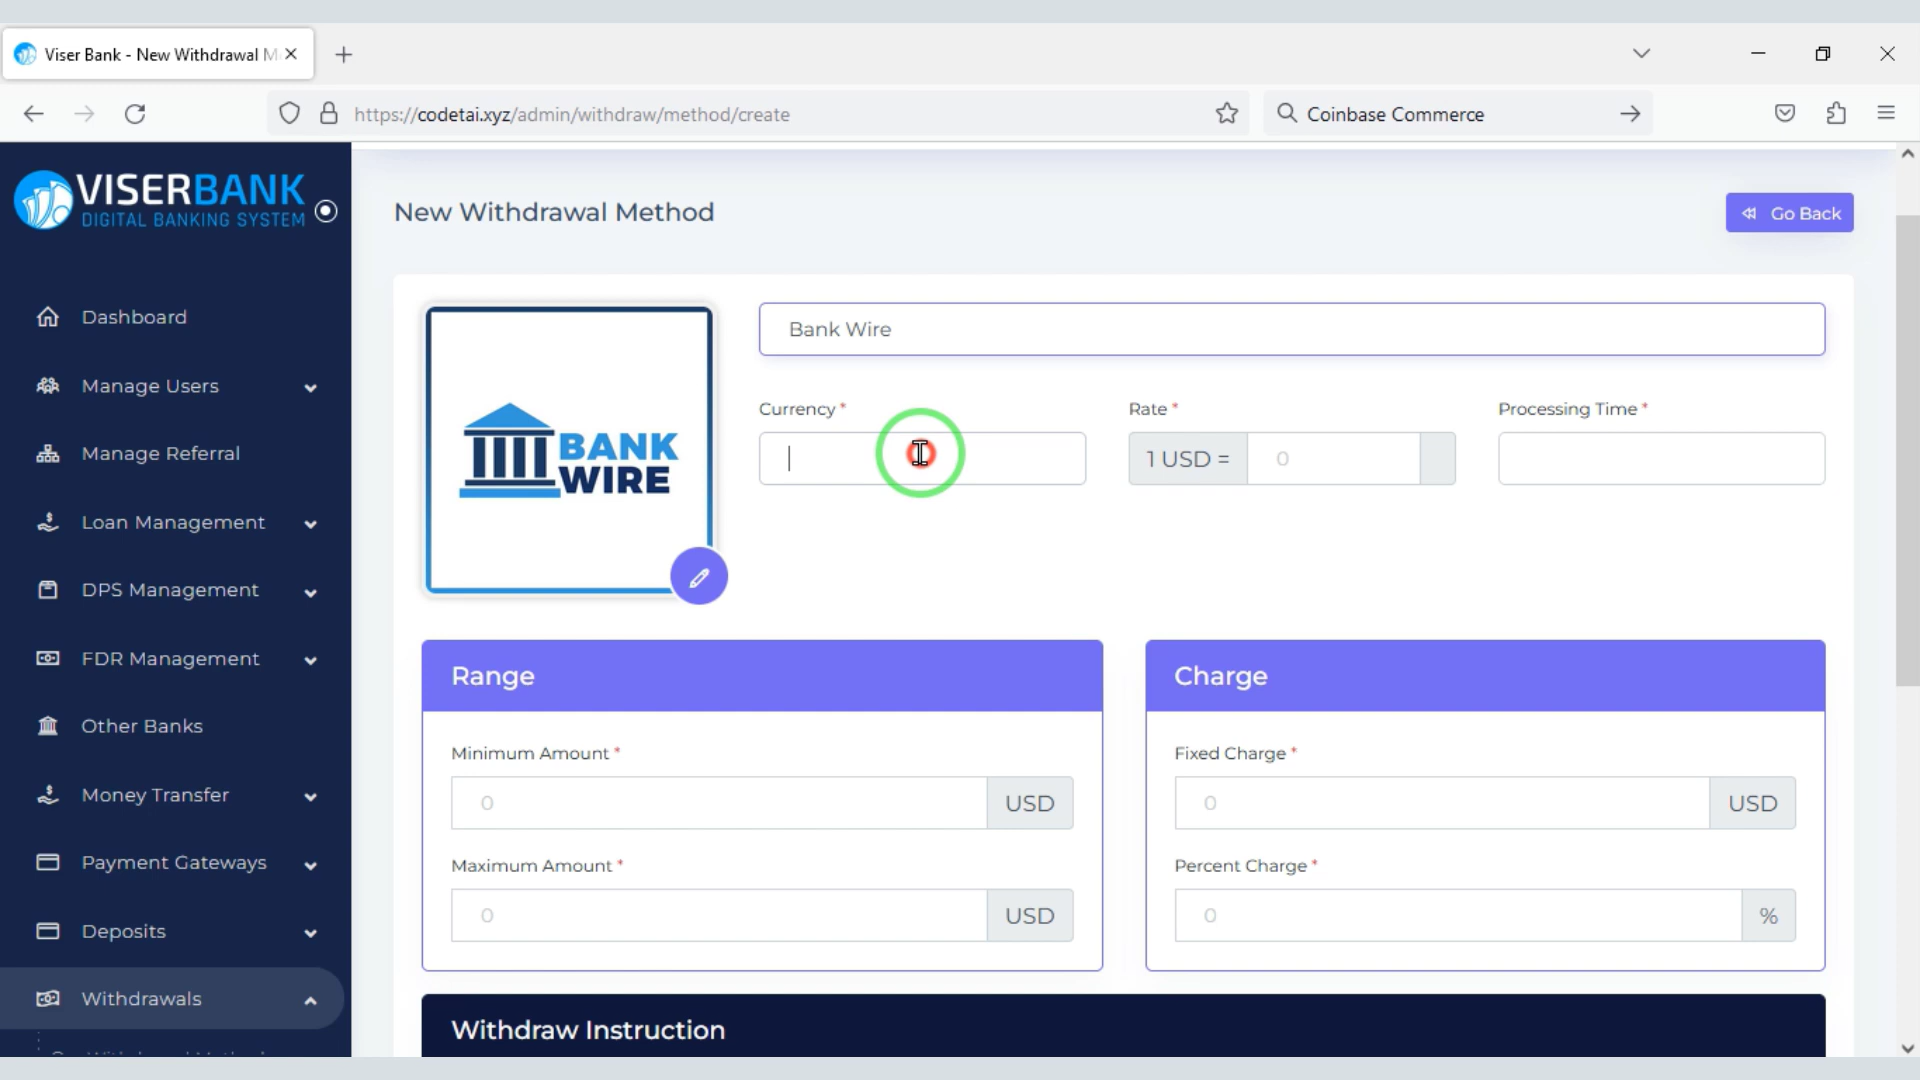 Viser Bank - New Withdrawal M
https://codetai.xyz/admin/withdraw/method/create
Coinbase Commerce
VISERBANK
DIGITAL BANKING SYSTEM
New Withdrawal Method
Go Back
Dashboard
Manage Users
Manage Referral
Loan Management
DPS Management
FDR Management
Other Banks
Money Transfer
Payment Gateways
Deposits
Withdrawals
BANK
WIRE
Bank Wire
Currency *
Rate *
Processing Time *
1 USD =
0
Range
Minimum Amount *
0
USD
Maximum Amount *
0
USD
Charge
Fixed Charge *
0
USD
Percent Charge *
0
%
Withdraw Instruction